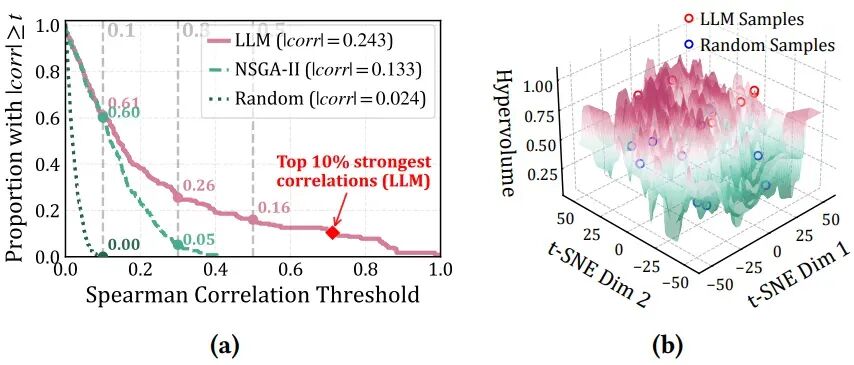 Proportion with |corr| ≥ t
1.0
0.8
0.6
0.4
0.2
0.0
0.0 0.2 0.4 0.6 0.8 1.0
Spearman Correlation Threshold
0.1
0.3
0.5
LLM (|corr| = 0.243)
NSGA-II (|corr| = 0.133)
Random (|corr| = 0.024)
0.61
0.60
0.26
0.16
0.05
0.00
Top 10% strongest
correlations (LLM)
(a)
LLM Samples
Random Samples
Hypervolume
1.00
0.75
0.50
0.25
50
25
0
−25
−50
t-SNE Dim 2
50
25
0
−25
−50
t-SNE Dim 1
(b)